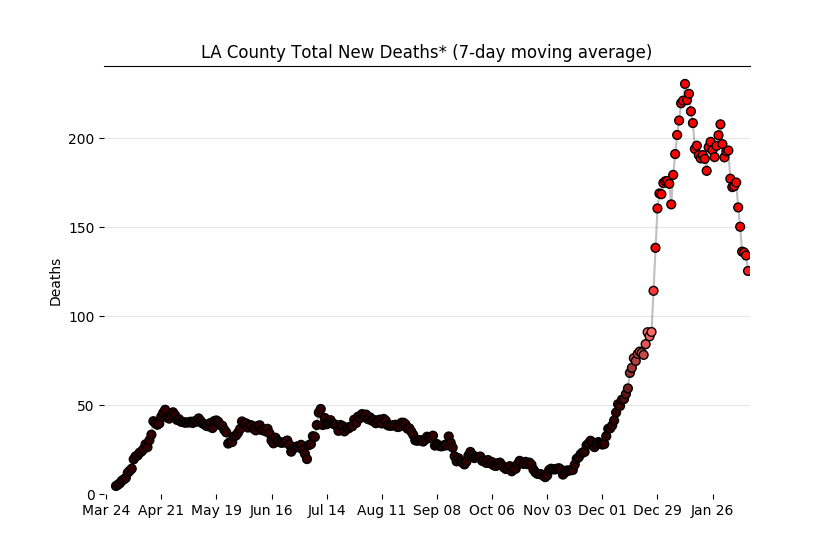 LA County Total New Deaths* (7-day moving average)
200
150
100
50
0
Deaths
Mar 24 Apr 21 May 19 Jun 16 Jul 14 Aug 11 Sep 08 Oct 06 Nov 03 Dec 01 Dec 29 Jan 26